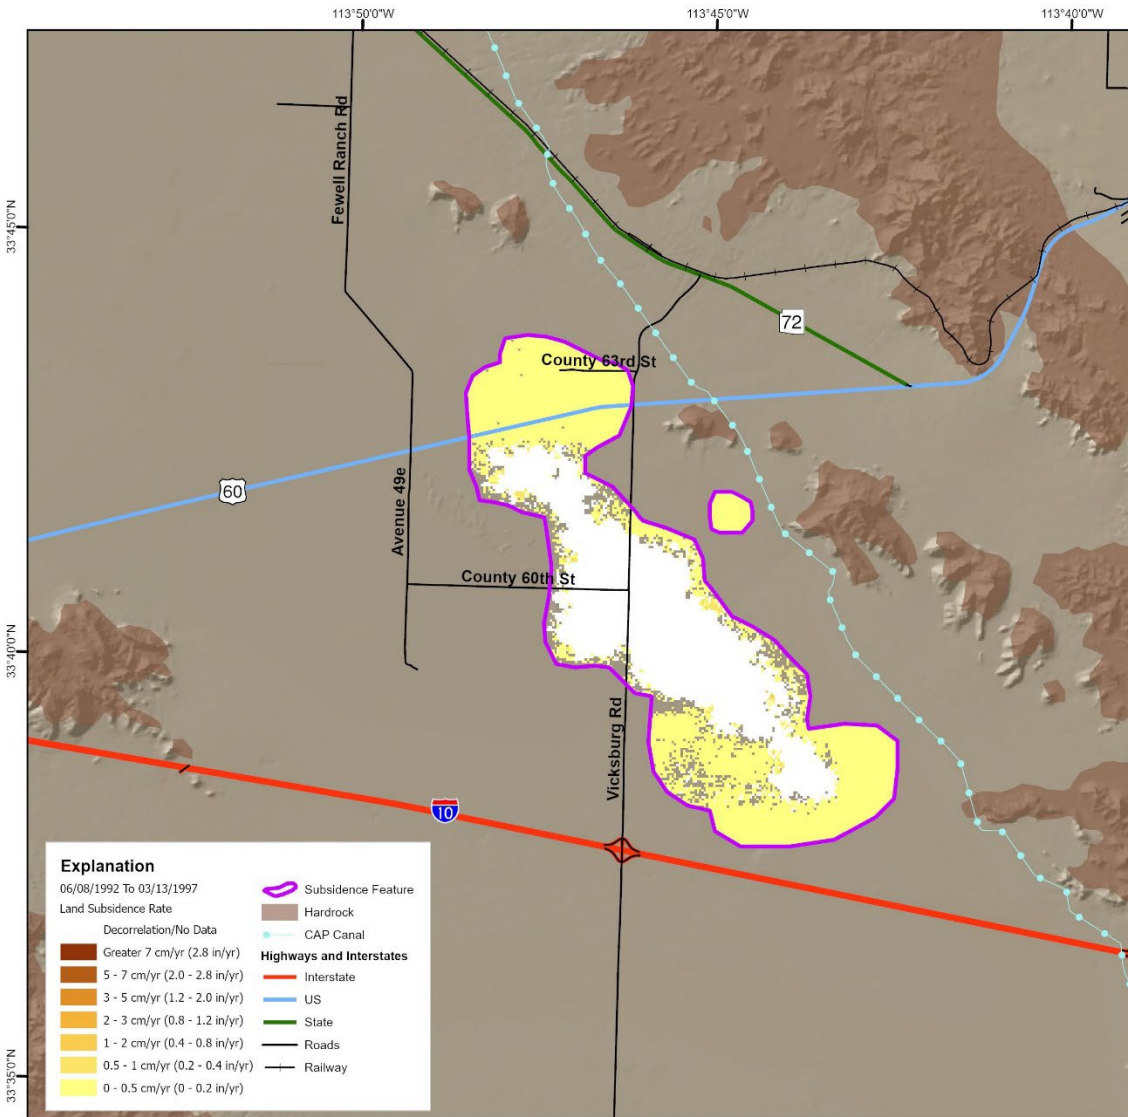 113°50'0"W
113°45'0"W
113°40'0"W
33°45'0"N
33°40'0"N
33°35'0"N
Fewell Ranch Rd
72
County 63rd St
60
Avenue 49e
County 60th St
Vicksburg Rd
10
Explanation
06/08/1992 To 03/13/1997
Land Subsidence Rate
Decorrelation/No Data
Greater 7 cm/yr (2.8 in/yr)
5 - 7 cm/yr (2.0 - 2.8 in/yr)
3 - 5 cm/yr (1.2 - 2.0 in/yr)
2 - 3 cm/yr (0.8 - 1.2 in/yr)
1 - 2 cm/yr (0.4 - 0.8 in/yr)
0.5 - 1 cm/yr (0.2 - 0.4 in/yr)
0 - 0.5 cm/yr (0 - 0.2 in/yr)
Subsidence Feature
Hardrock
CAP Canal
Highways and Interstates
Interstate
US
State
Roads
Railway